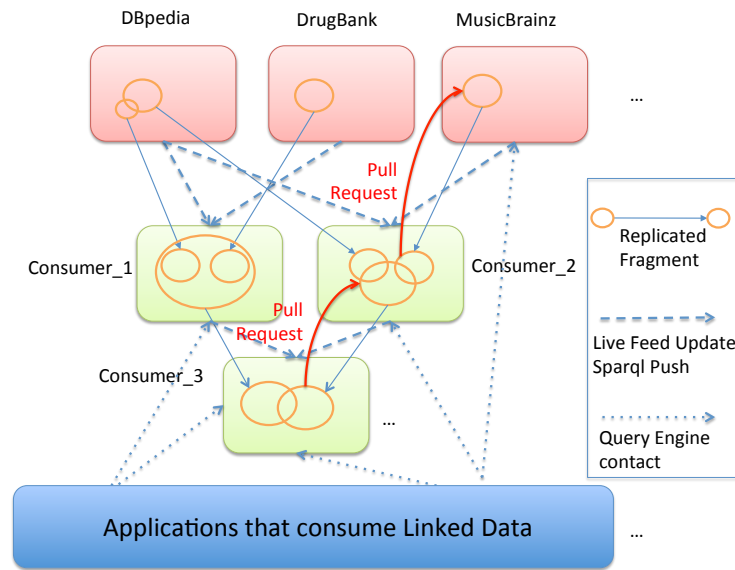 DBpedia
DrugBank
MusicBrainz
...
Pull
Request
Consumer_1
Consumer_2
Replicated
Fragment
Pull
Request
Live Feed Update
Sparql Push
Consumer_3
...
Query Engine
contact
Applications that consume Linked Data
...